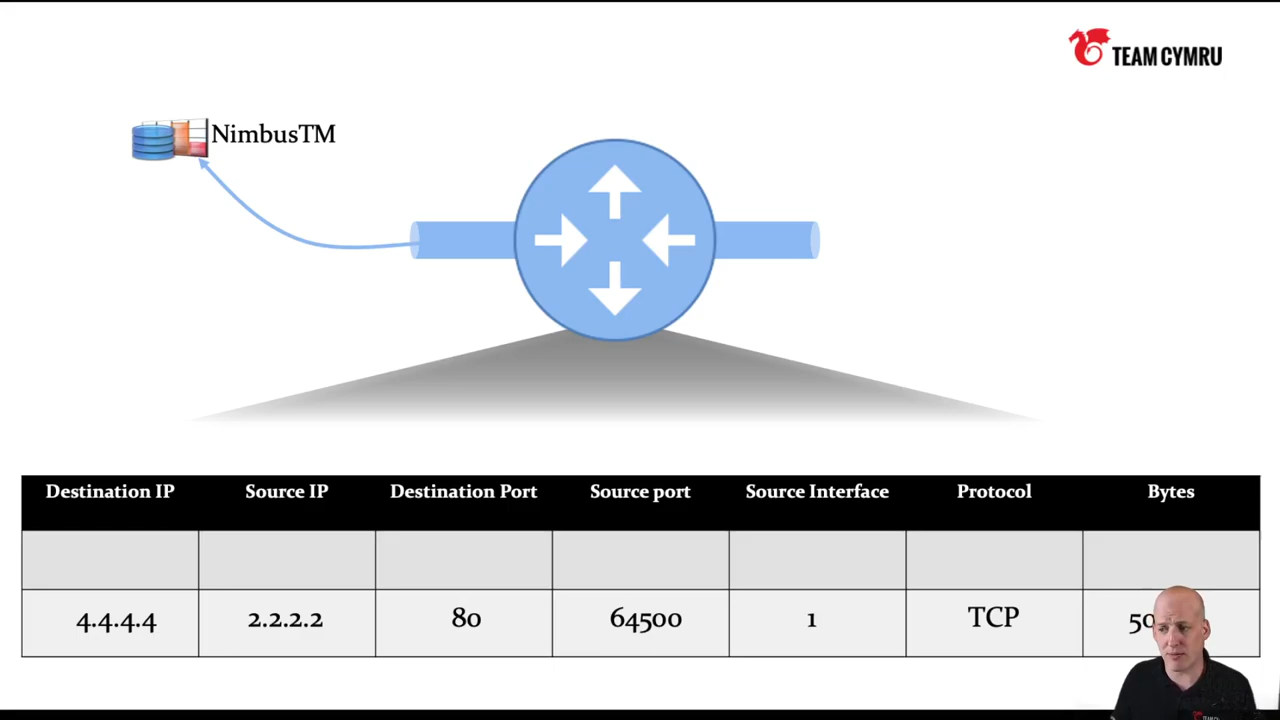 TEAM CYMRU
NimbusTM
Destination IP Source IP Destination Port Source port Source Interface Protocol Bytes
4.4.4.4 2.2.2.2 80 64500 1 TCP